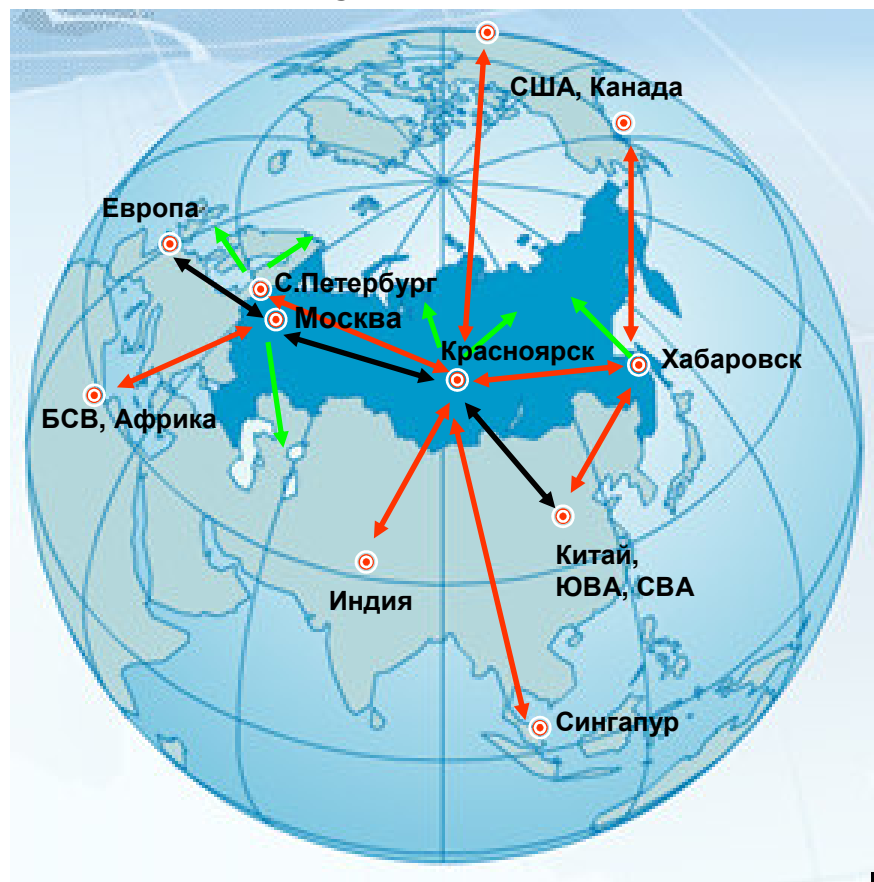 США, Канада
Европа
С.Петербург
Москва
Красноярск
Хабаровск
БСВ, Африка
Китай,
ЮВА, СВА
Индия
Сингапур